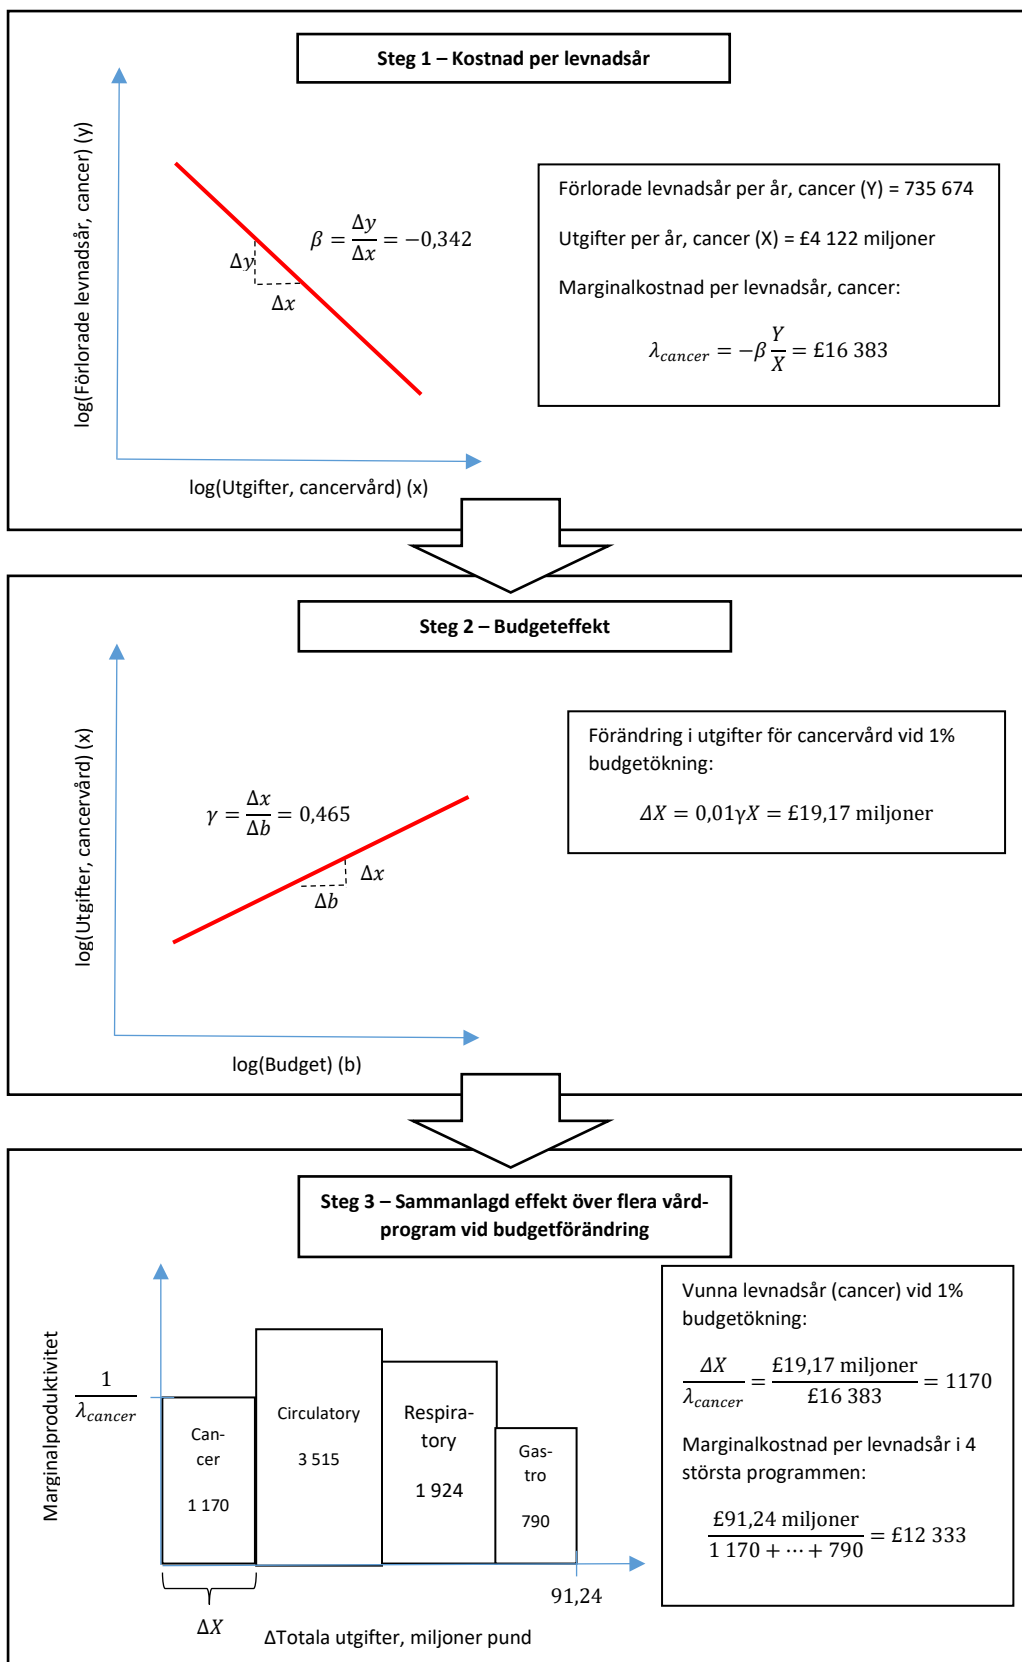 Steg 1 – Kostnad per levnadsår
log(Förlorade levnadsår, cancer) (y)
β = Δy/Δx = −0,342
Δy
Δx
log(Utgifter, cancervård) (x)
Förlorade levnadsår per år, cancer (Y) = 735 674
Utgifter per år, cancer (X) = £4 122 miljoner
Marginalkostnad per levnadsår, cancer:
λcancer = −β Y/X = £16 383
Steg 2 – Budgeteffekt
log(Utgifter, cancervård) (x)
γ = Δx/Δb = 0,465
Δx
Δb
log(Budget) (b)
Förändring i utgifter för cancervård vid 1%
budgetökning:
ΔX = 0,01γX = £19,17 miljoner
Steg 3 – Sammanlagd effekt över flera vård-
program vid budgetförändring
Marginalproduktivitet
1/λcancer
Can-
cer
1 170
Circulatory
3 515
Respira-
tory
1 924
Gas-
tro
790
ΔX
91,24
ΔTotala utgifter, miljoner pund
Vunna levnadsår (cancer) vid 1%
budgetökning:
ΔX/λcancer = £19,17 miljoner/£16 383 = 1170
Marginalkostnad per levnadsår i 4
största programmen:
£91,24 miljoner/1 170 + ⋯ + 790 = £12 333